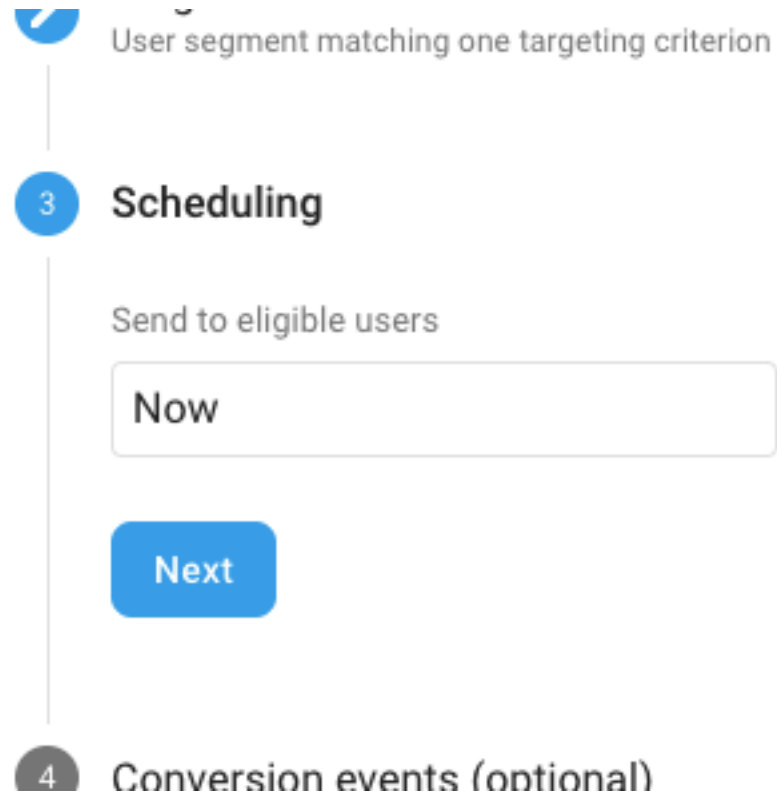 User segment matching one targeting criterion
3
Scheduling
Send to eligible users
Now
Next
4
Conversion events (optional)